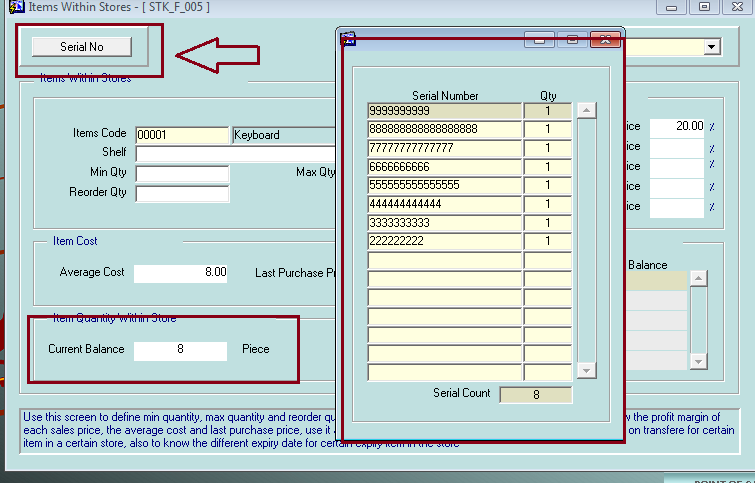 Items Within Stores - [ STK_F_005 ]
Serial No
Items Within Stores
Items Code 00001 Keyboard
Shelf
Min Qty Max Qty
Reorder Qty
ice 20.00 %
ice %
ice %
ice %
ice %
Item Cost
Average Cost 8.00 Last Purchase Pr
Balance
Item Quantity Within Store
Current Balance 8 Piece
Serial Number Qty
9999999999 1
888888888888888888 1
77777777777777 1
6666666666 1
555555555555555 1
444444444444 1
3333333333 1
222222222 1
Serial Count 8
Use this screen to define min quantity, max quantity and reorder qu w the profit margin of
each sales price, the average cost and last purchase price, use it on transfere for certain
item in a certain store, also to know the different expiry date for certain expiry item in the store